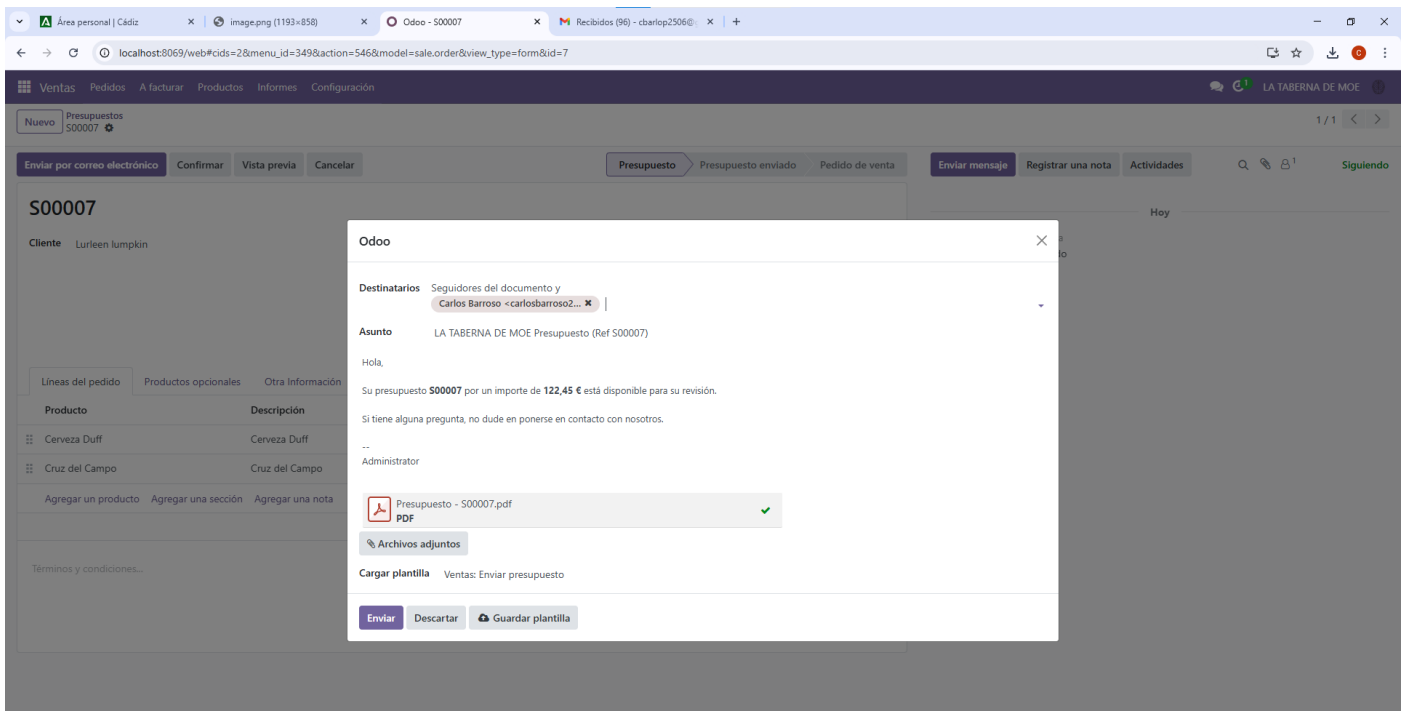 Área personal | Cádiz
image.png (1193×858)
Odoo - S00007
Recibidos (96) - cbarlop2506@
localhost:8069/web#cids=2&menu_id=349&action=546&model=sale.order&view_type=form&id=7
C
Ventas Pedidos A facturar Productos Informes Configuración
1 LA TABERNA DE MOE
Nuevo
Presupuestos
S00007
1 / 1
Enviar por correo electrónico Confirmar Vista previa Cancelar
Presupuesto Presupuesto enviado Pedido de venta
Enviar mensaje Registrar una nota Actividades
1 Siguiendo
S00007
Hoy
Cliente Lurleen lumpkin
Odoo
Destinatarios Seguidores del documento y
Carlos Barroso <carlosbarroso2...
Asunto LA TABERNA DE MOE Presupuesto (Ref S00007)
Hola,
Su presupuesto S00007 por un importe de 122,45 € está disponible para su revisión.
Si tiene alguna pregunta, no dude en ponerse en contacto con nosotros.
--
Administrator
Presupuesto - S00007.pdf
PDF
Archivos adjuntos
Cargar plantilla Ventas: Enviar presupuesto
Enviar Descartar Guardar plantilla
Líneas del pedido Productos opcionales Otra Información
Producto Descripción
Cerveza Duff Cerveza Duff
Cruz del Campo Cruz del Campo
Agregar un producto Agregar una sección Agregar una nota
Términos y condiciones...